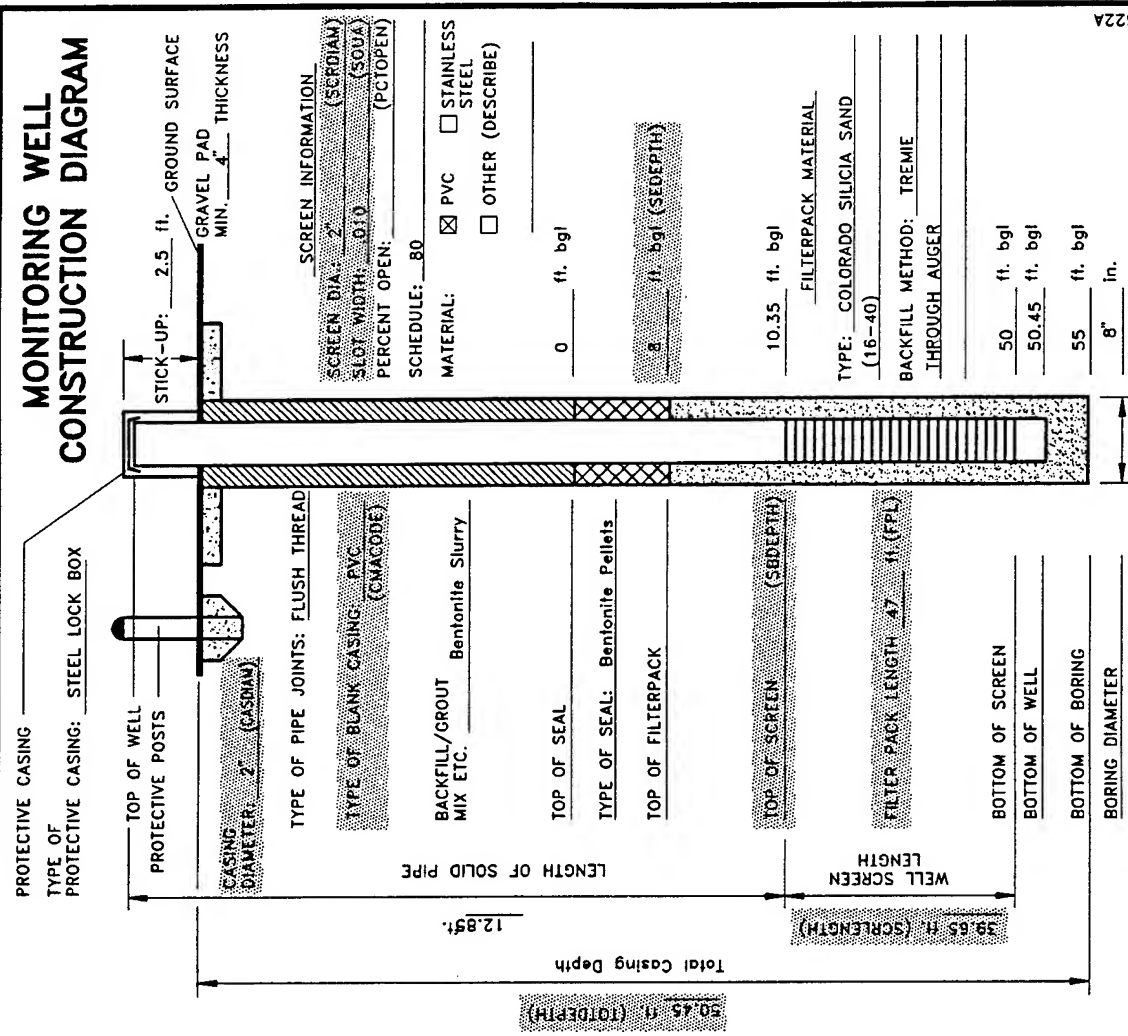 MONITORING WELL
CONSTRUCTION DIAGRAM
PROTECTIVE CASING
TYPE OF
PROTECTIVE CASING: STEEL LOCK BOX
TOP OF WELL
PROTECTIVE POSTS
STICK-UP: 2.5 ft.
GROUND SURFACE
GRAVEL PAD
MIN. 4" THICKNESS
CASING
DIAMETER: 2" (CASDIAM)
TYPE OF PIPE JOINTS: FLUSH THREAD
TYPE OF BLANK CASING: PVC
(CMACODE)
BACKFILL/GROUT
MIX ETC. Bentonite Slurry
SCREEN INFORMATION
SCREEN DIA.: 2" (SCRDIAM)
SLOT WIDTH: .010 (SOUA)
PERCENT OPEN:
(PCTOPEN)
SCHEDULE: 80
MATERIAL: PVC STAINLESS
STEEL
OTHER (DESCRIBE)
TOP OF SEAL 0 ft. bgl
TYPE OF SEAL: Bentonite Pellets
TOP OF FILTERPACK 8 ft. bgl (SEDEPTH)
TOP OF SCREEN (SBDEPTH) 10.35 ft. bgl
FILTERPACK MATERIAL
TYPE: COLORADO SILICIA SAND
(16-40)
FILTER PACK LENGTH 47 ft (FPL)
BACKFILL METHOD: TREMIE
THROUGH AUGER
BOTTOM OF SCREEN 50 ft. bgl
BOTTOM OF WELL 50.45 ft. bgl
BOTTOM OF BORING 55 ft. bgl
BORING DIAMETER 8" in.
LENGTH OF SOLID PIPE
12.85ft.
WELL SCREEN
LENGTH
39.65 ft. (SCRLENGTH)
Total Casing Depth
50.45 ft. (TOTDEPTH)
22A